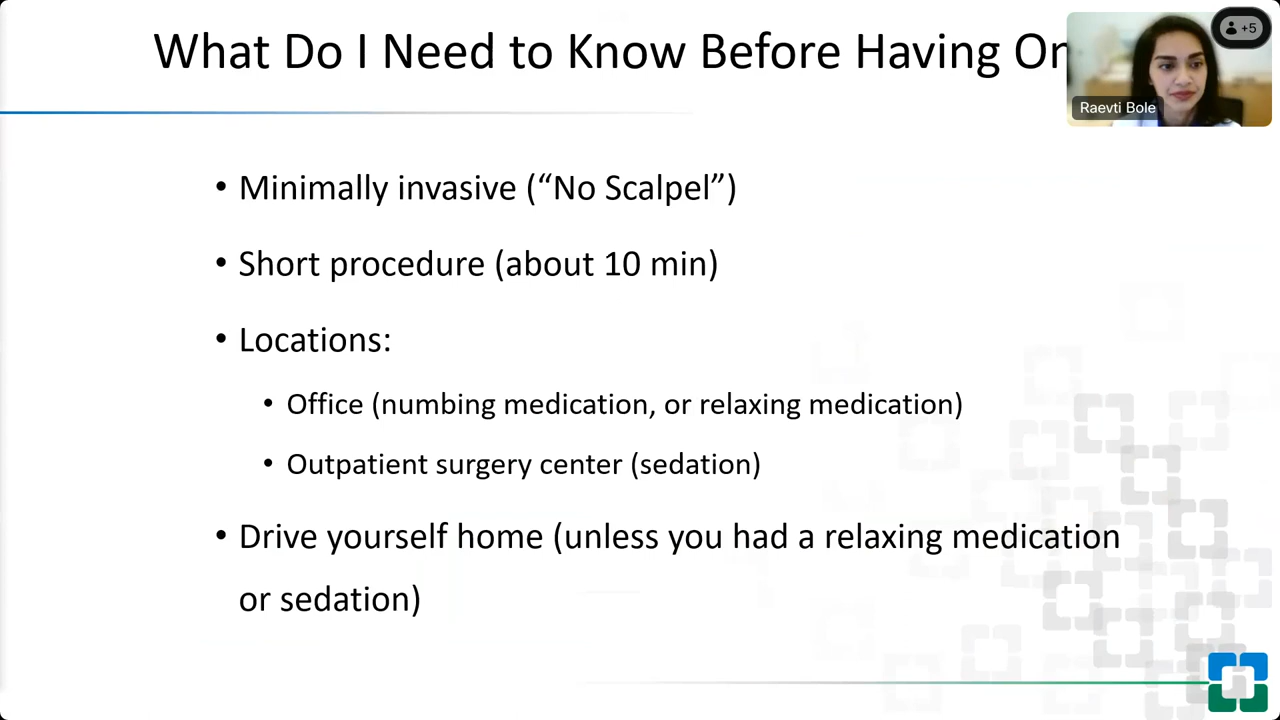 What Do I Need to Know Before Having On
+5
Raevti Bole
• Minimally invasive (“No Scalpel”)
• Short procedure (about 10 min)
• Locations:
• Office (numbing medication, or relaxing medication)
• Outpatient surgery center (sedation)
• Drive yourself home (unless you had a relaxing medication
or sedation)